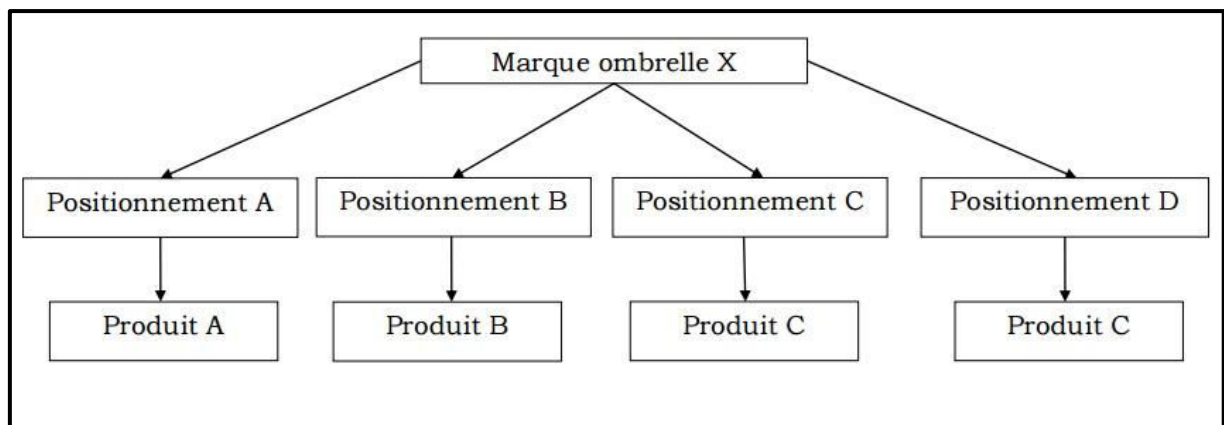 Marque ombrelle X
Positionnement A
Positionnement B
Positionnement C
Positionnement D
Produit A
Produit B
Produit C
Produit C